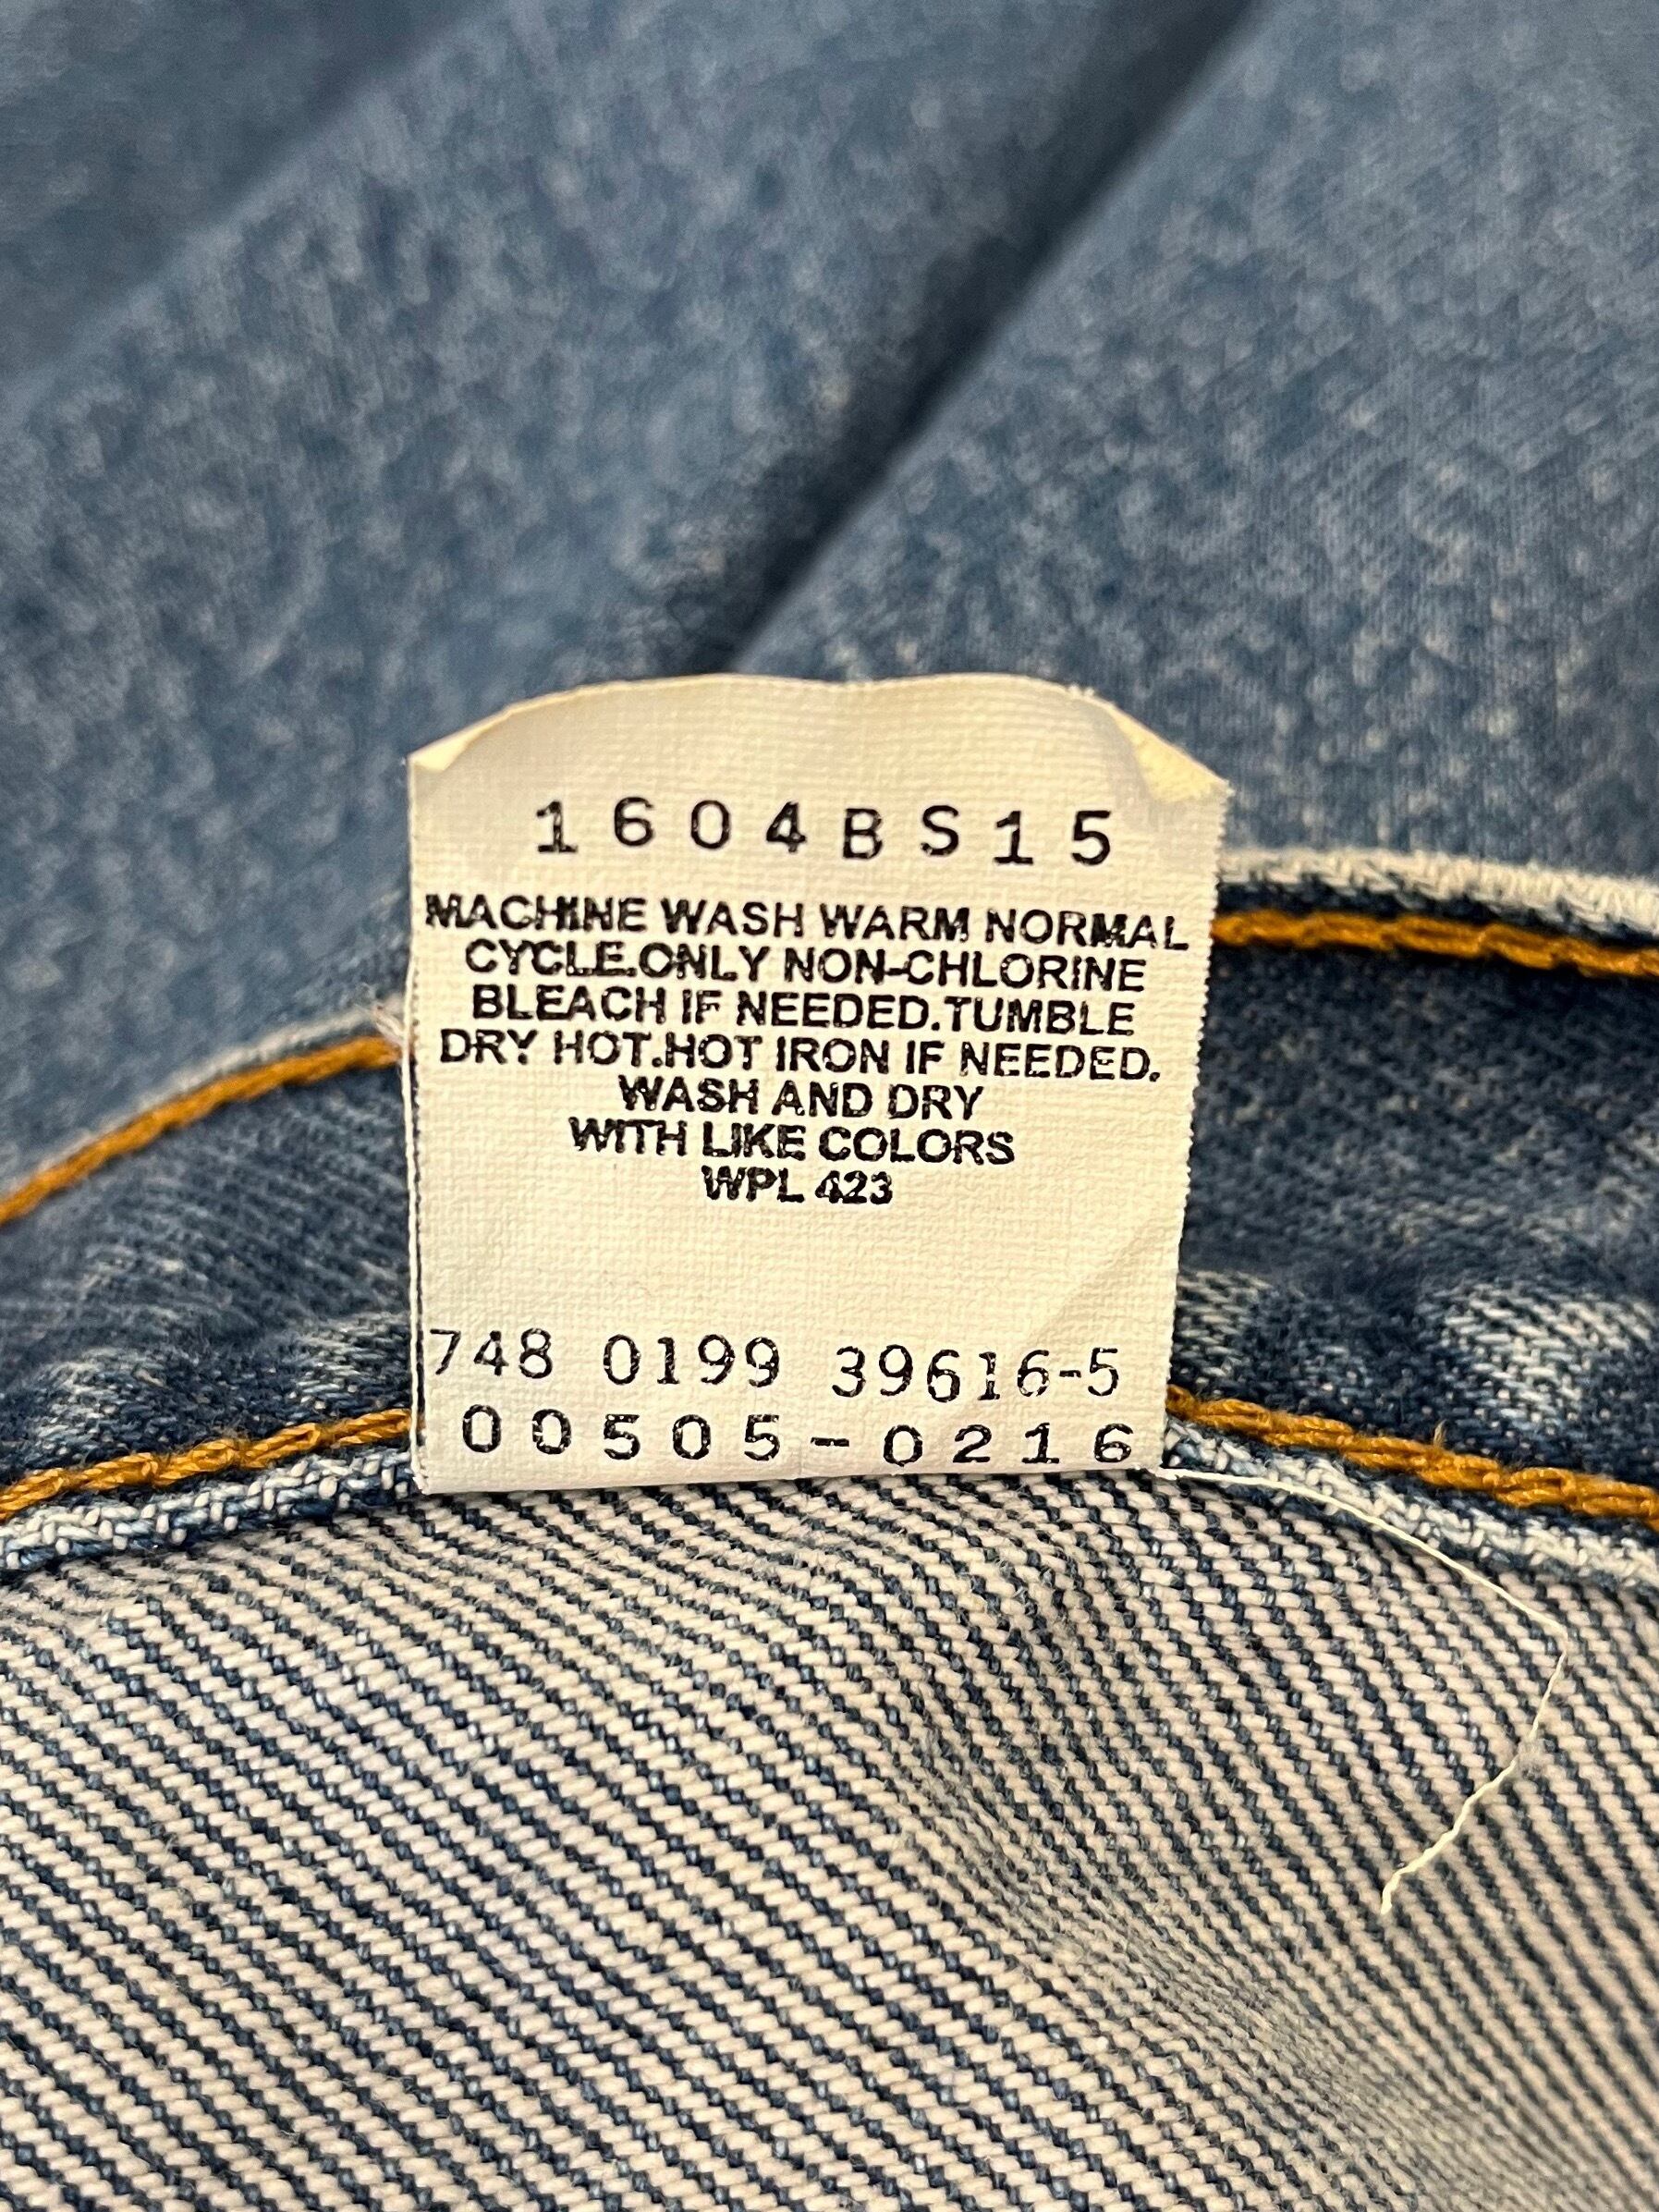 1604BS15
MACHINE WASH WARM NORMAL
CYCLE.ONLY NON-CHLORINE
BLEACH IF NEEDED.TUMBLE
DRY HOT.HOT IRON IF NEEDED.
WASH AND DRY
WITH LIKE COLORS
WPL 423
748 0199 39616-5
00505-0216